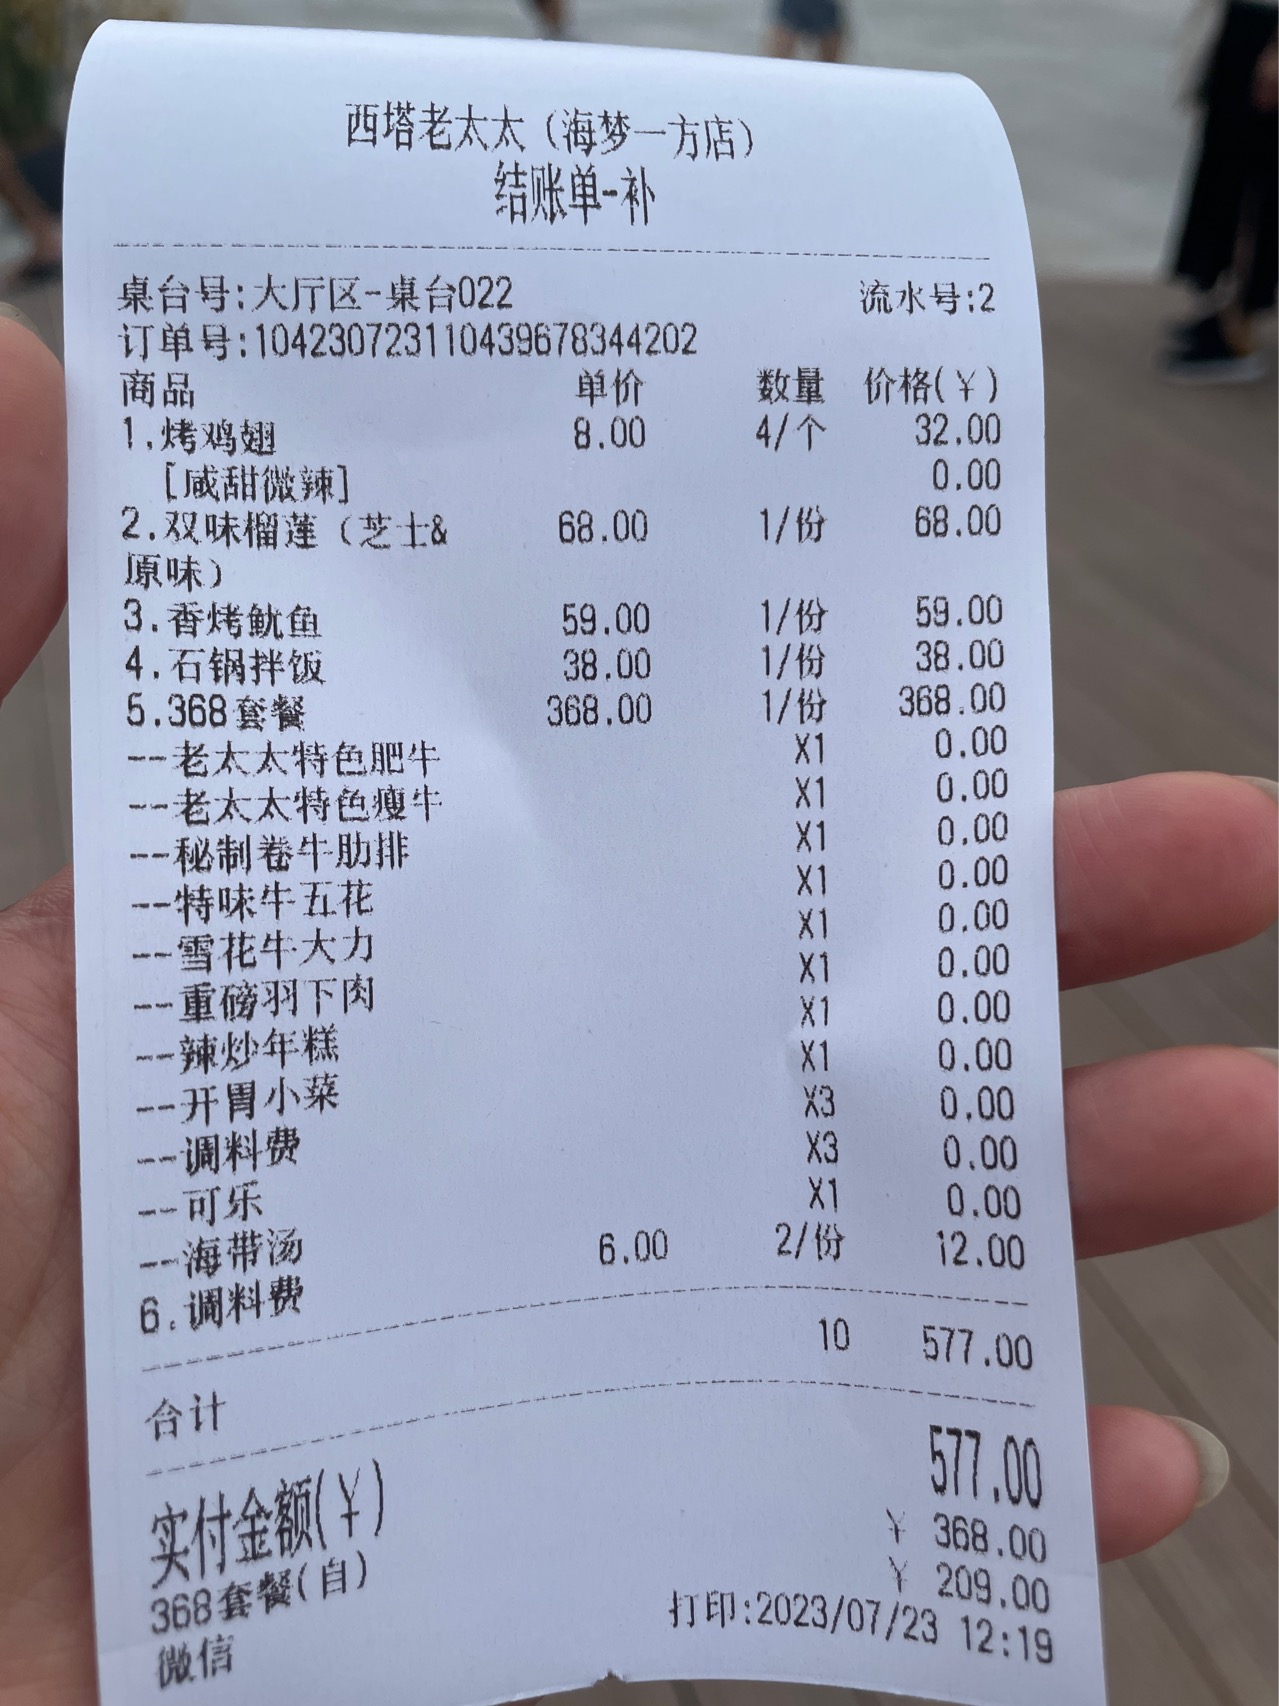 西塔老太太（海梦一方店）
结账单-补
桌台号:大厅区-桌台022 流水号:2
订单号:104230723110439678344202
商品 单价 数量 价格(￥)
1.烤鸡翅 8.00 4/个 32.00
[咸甜微辣] 0.00
2.双味榴莲（芝士& 68.00 1/份 68.00
原味）
3.香烤鱿鱼 59.00 1/份 59.00
4.石锅拌饭 38.00 1/份 38.00
5.368套餐 368.00 1/份 368.00
--老太太特色肥牛 X1 0.00
--老太太特色瘦牛 X1 0.00
--秘制卷牛肋排 X1 0.00
--特味牛五花 X1 0.00
--雪花牛大力 X1 0.00
--重磅羽下肉 X1 0.00
--辣炒年糕 X1 0.00
--开胃小菜 X1 0.00
--调料费 X3 0.00
--可乐 X3 0.00
--海带汤 X1 0.00
6.调料费 6.00 2/份 12.00
合计 10 577.00
实付金额(￥) 577.00
368套餐(自) ￥ 368.00
微信 ￥ 209.00
打印:2023/07/23 12:19